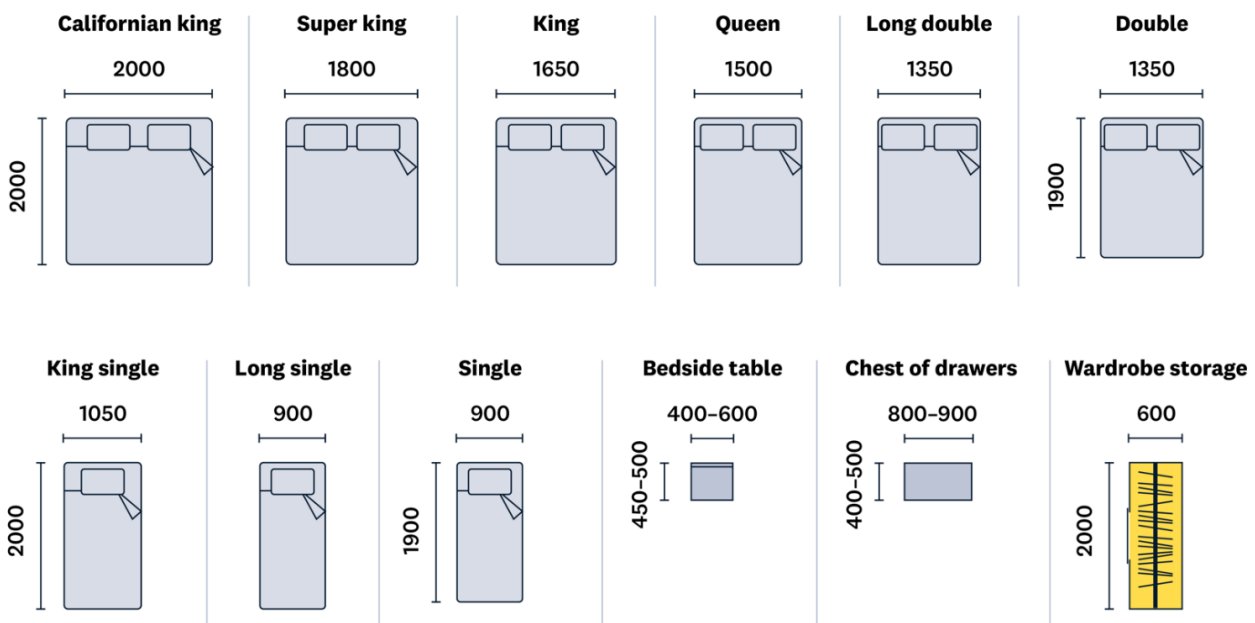 Californian king
Super king
King
Queen
Long double
Double
2000
1800
1650
1500
1350
1350
2000
1900
King single
Long single
Single
Bedside table
Chest of drawers
Wardrobe storage
1050
900
900
400–600
800–900
600
2000
1900
450–500
400–500
2000